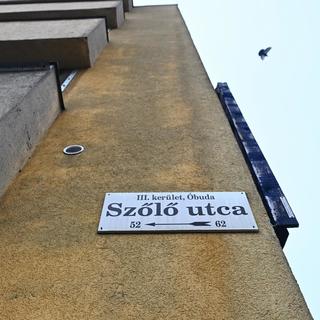 III. kerület, Óbuda
Szőlő utca
52 62